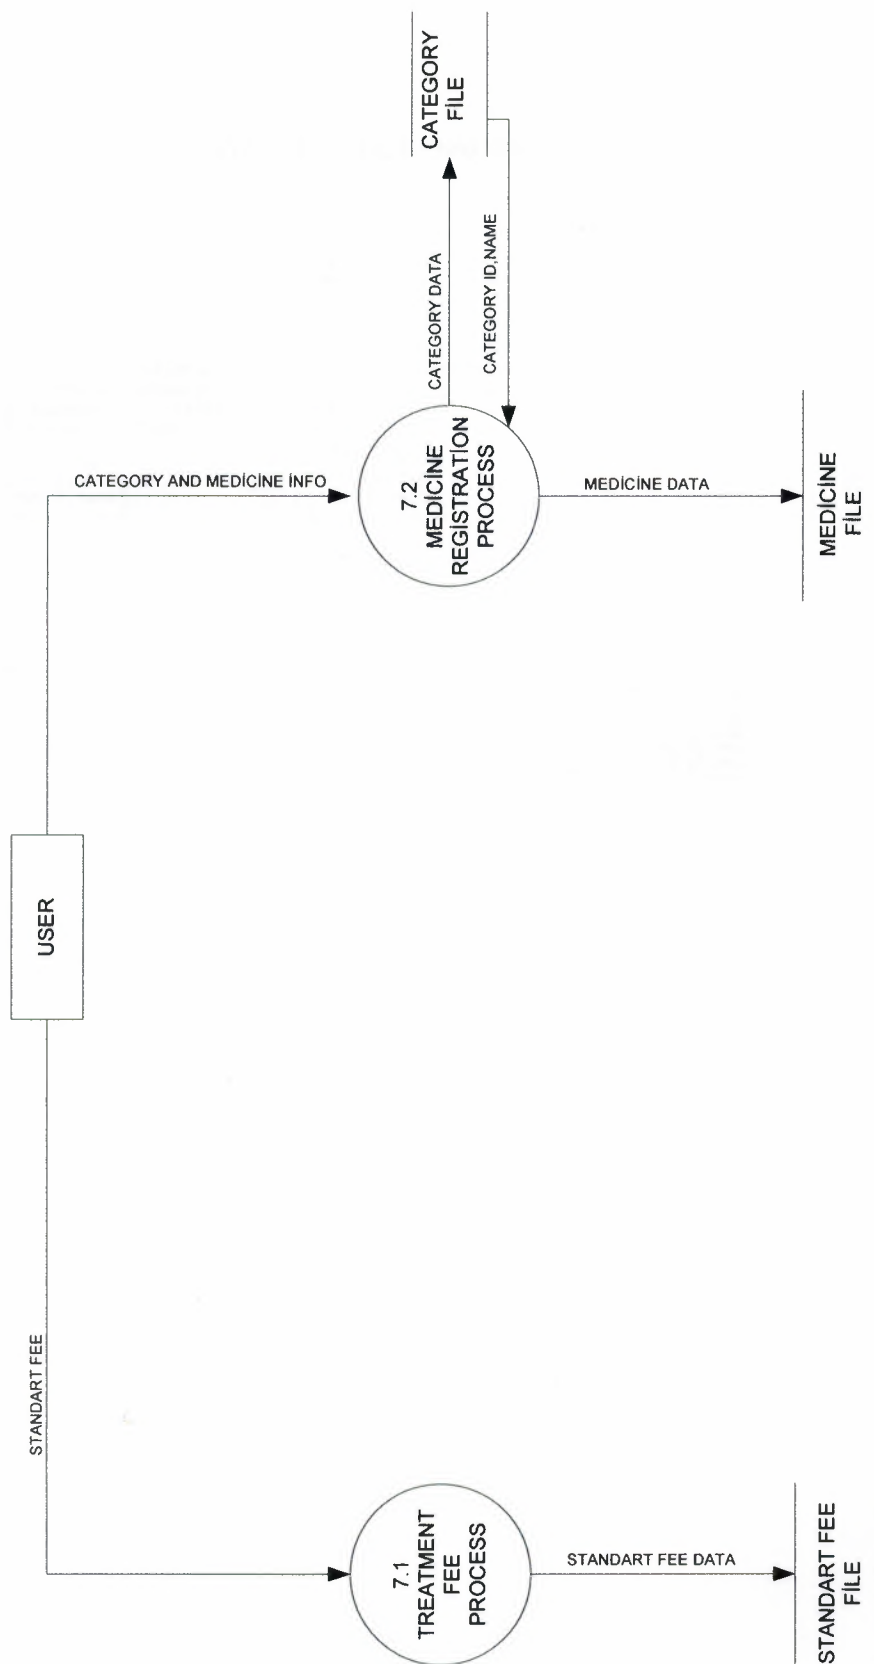 USER
STANDART FEE
CATEGORY AND MEDİCİNE İNFO
7.1
TREATMENT
FEE
PROCESS
7.2
MEDİCİNE
REGİSTRATİON
PROCESS
CATEGORY DATA
CATEGORY ID,NAME
CATEGORY
FİLE
STANDART FEE DATA
MEDİCİNE DATA
STANDART FEE
FİLE
MEDİCİNE
FİLE